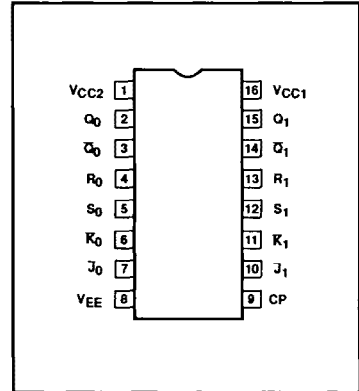 VCC2 1 16 VCC1
Q0 2 15 Q1
Q̅0 3 14 Q̅1
R0 4 13 R1
S0 5 12 S1
K̅0 6 11 K̅1
J̅0 7 10 J̅1
VEE 8 9 CP